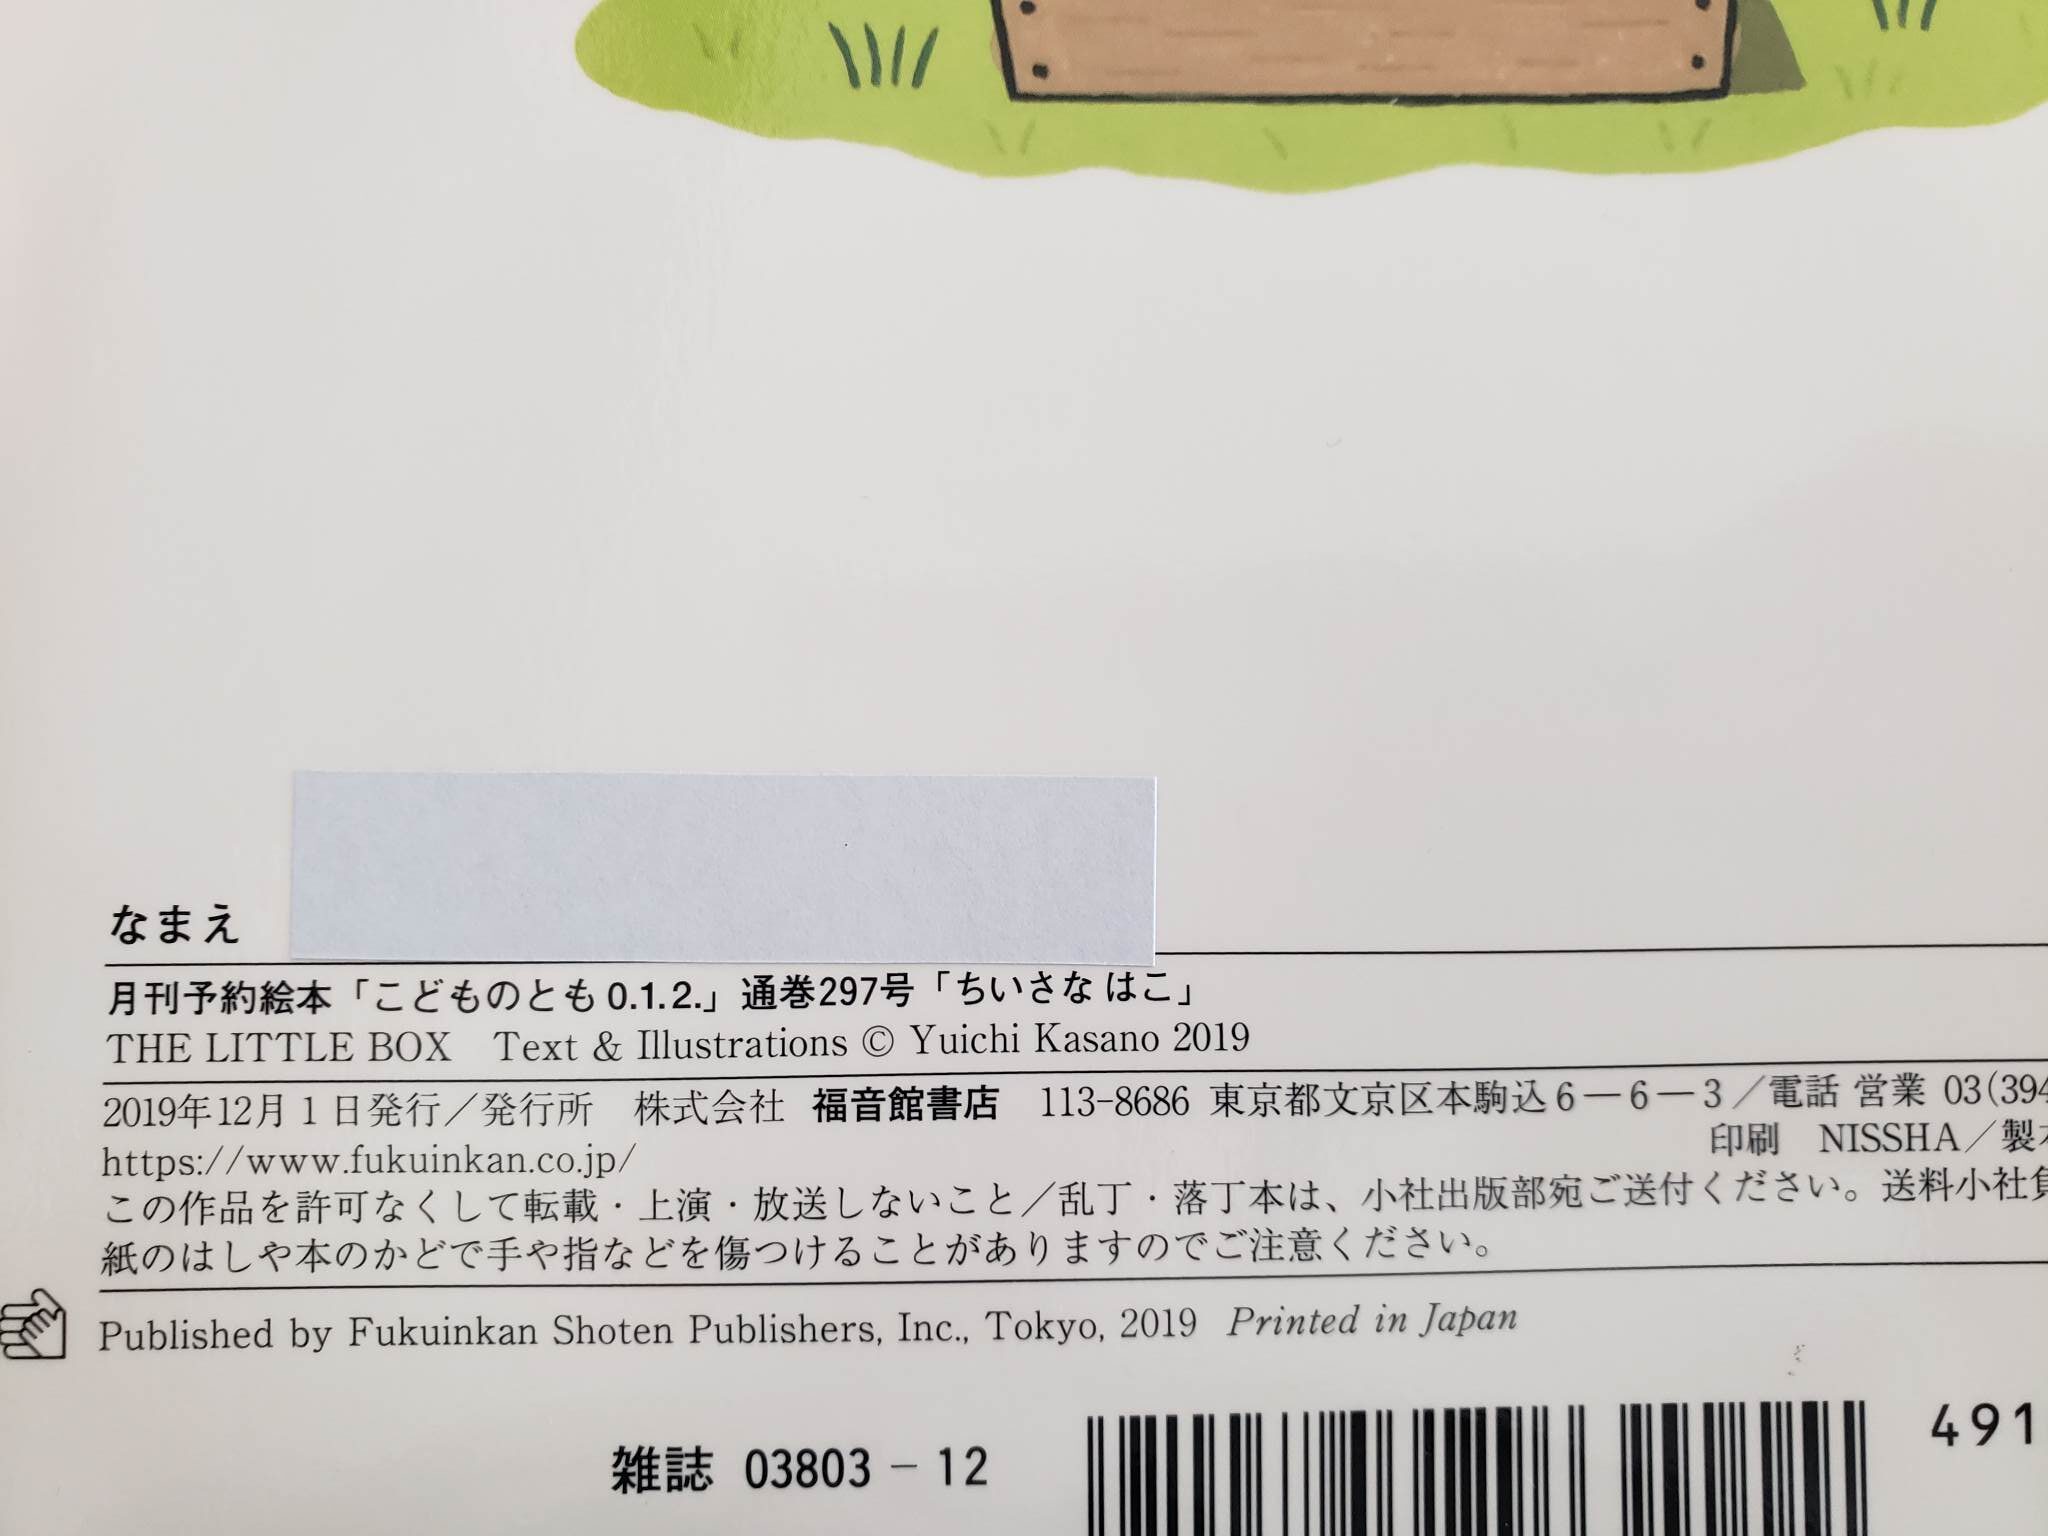 なまえ
月刊予約絵本「こどものとも0.1.2.」通巻297号「ちいさな はこ」
THE LITTLE BOX Text & Illustrations © Yuichi Kasano 2019
2019年12月1日発行／発行所 株式会社 福音館書店 113-8686 東京都文京区本駒込6－6－3／電話 営業 03(394
https://www.fukuinkan.co.jp/ 印刷 NISSHA／製本
この作品を許可なくして転載・上演・放送しないこと／乱丁・落丁本は、小社出版部宛ご送付ください。送料小社負
紙のはしや本のかどで手や指などを傷つけることがありますのでご注意ください。
Published by Fukuinkan Shoten Publishers, Inc., Tokyo, 2019 Printed in Japan
491
雑誌 03803－12